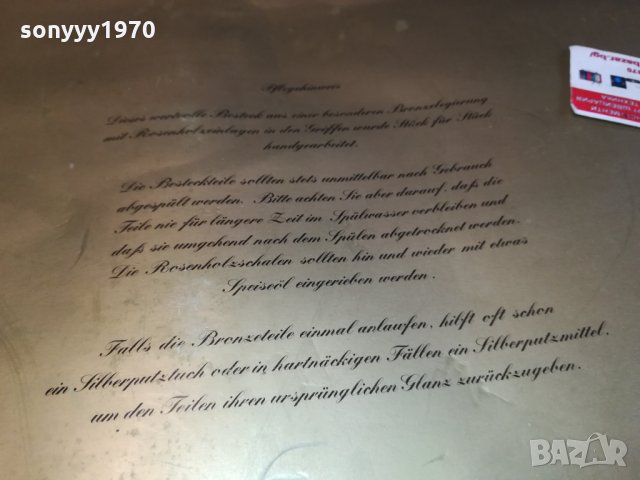 sonyyy1970
bazar.bg/
Pflegehinweis
Dieses wertvolle Besteck aus einer besonderen Bronzelegierung
mit Rosenholzeinlagen in den Griffen wurde Stück für Stück
handgearbeitet.
Die Besteckteile sollten stets unmittelbar nach Gebrauch
abgespült werden. Bitte achten Sie aber darauf, daß die
Teile nie für längere Zeit im Spülwasser verbleiben und
daß sie umgehend nach dem Spülen abgetrocknet werden.
Die Rosenholzschalen sollten hin und wieder mit etwas
Speiseöl eingerieben werden.
Falls die Bronzeteile einmal anlaufen, hilft oft schon
ein Silberputztuch oder in hartnäckigen Fällen ein Silberputzmittel,
um den Teilen ihren ursprünglichen Glanz zurückzugeben.
ШВЕЙЦАРИЯ
ТЕХНИКА
BAZAR